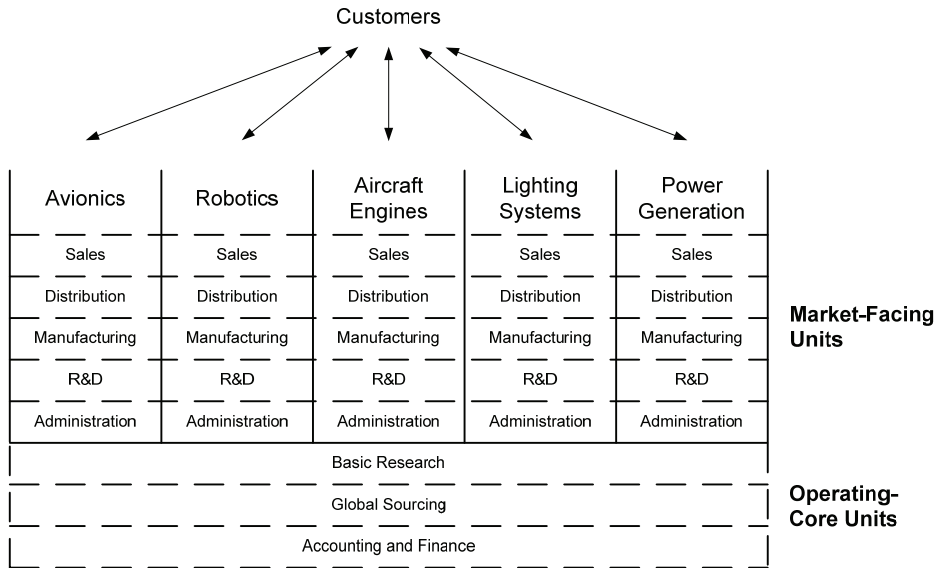 Customers
Avionics
Robotics
Aircraft
Engines
Lighting
Systems
Power
Generation
Sales
Sales
Sales
Sales
Sales
Distribution
Distribution
Distribution
Distribution
Distribution
Manufacturing
Manufacturing
Manufacturing
Manufacturing
Manufacturing
R&D
R&D
R&D
R&D
R&D
Administration
Administration
Administration
Administration
Administration
Market-Facing
Units
Basic Research
Global Sourcing
Accounting and Finance
Operating-
Core Units